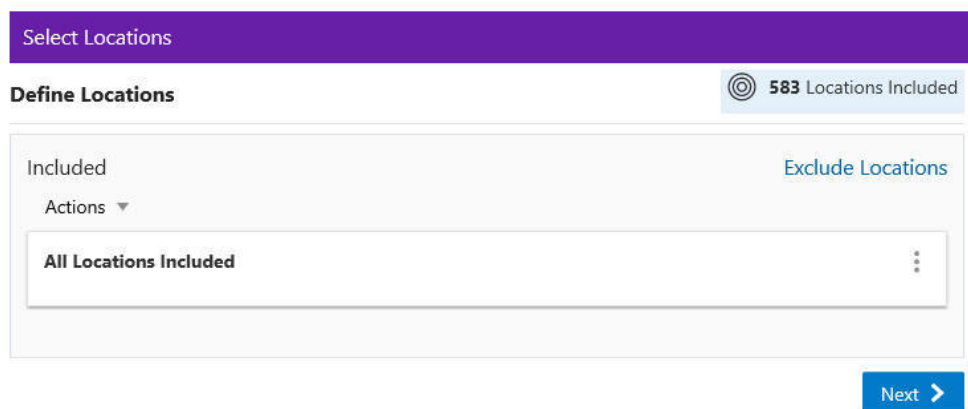 Select Locations
Define Locations
583 Locations Included
Included
Exclude Locations
Actions
All Locations Included
Next